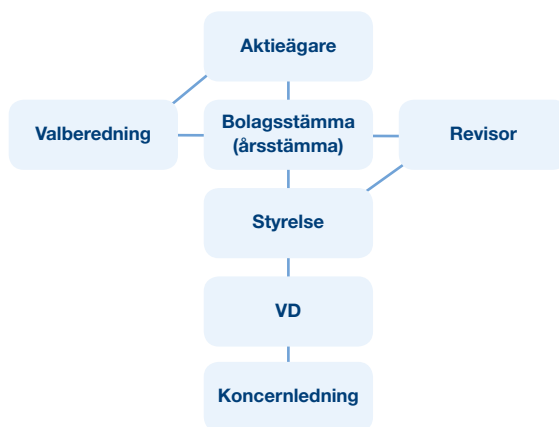 Aktieägare
Valberedning
Bolagsstämma
(årsstämma)
Revisor
Styrelse
VD
Koncernledning